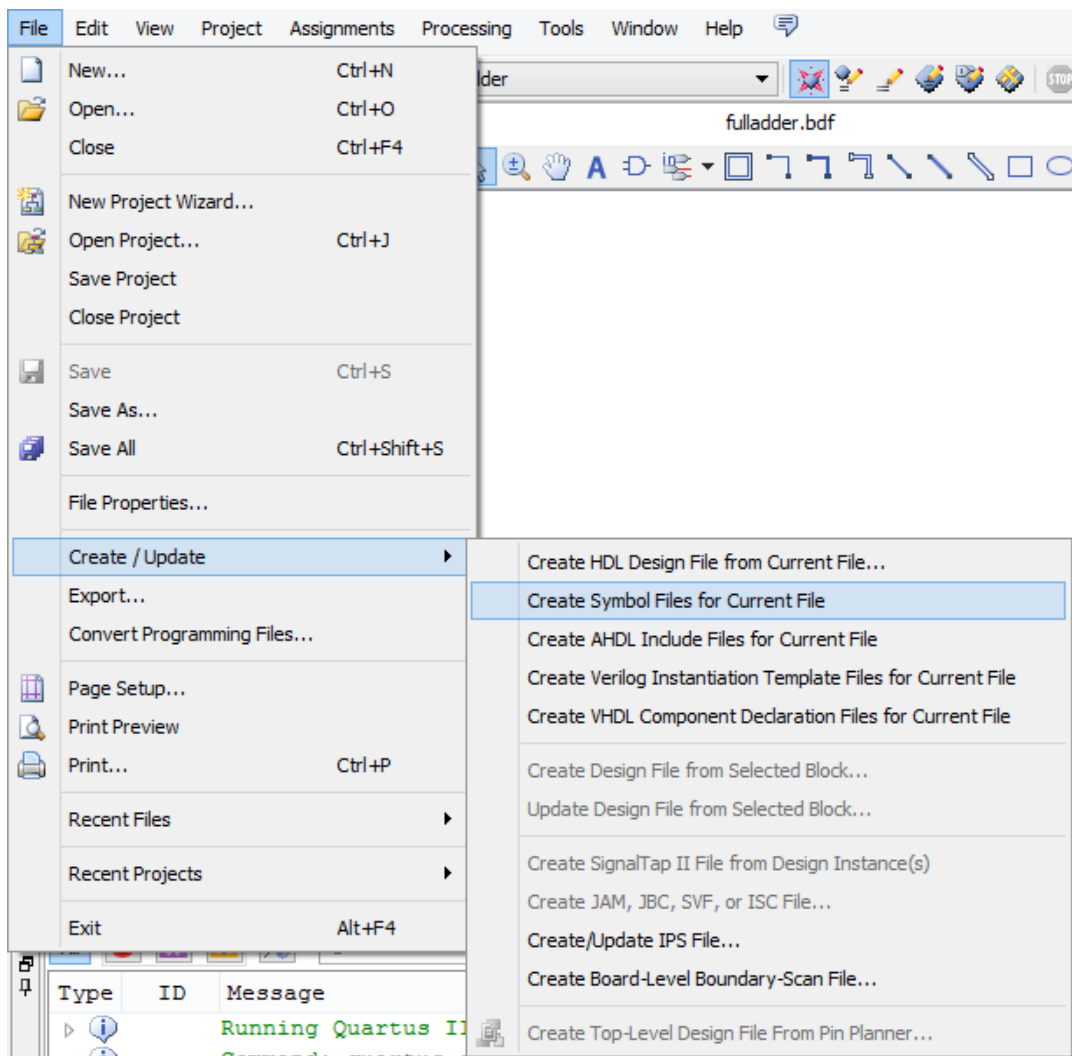 File Edit View Project Assignments Processing Tools Window Help
New... Ctrl+N
lder
STOP
Open... Ctrl+O
fulladder.bdf
Close Ctrl+F4
A
New Project Wizard...
Open Project... Ctrl+J
Save Project
Close Project
Save Ctrl+S
Save As...
Save All Ctrl+Shift+S
File Properties...
Create / Update
Export...
Convert Programming Files...
Page Setup...
Print Preview
Print... Ctrl+P
Recent Files
Recent Projects
Exit Alt+F4
Create HDL Design File from Current File...
Create Symbol Files for Current File
Create AHDL Include Files for Current File
Create Verilog Instantiation Template Files for Current File
Create VHDL Component Declaration Files for Current File
Create Design File from Selected Block...
Update Design File from Selected Block...
Create SignalTap II File from Design Instance(s)
Create JAM, JBC, SVF, or ISC File...
Create/Update IPS File...
Create Board-Level Boundary-Scan File...
Create Top-Level Design File From Pin Planner...
Type ID Message
Running Quartus II